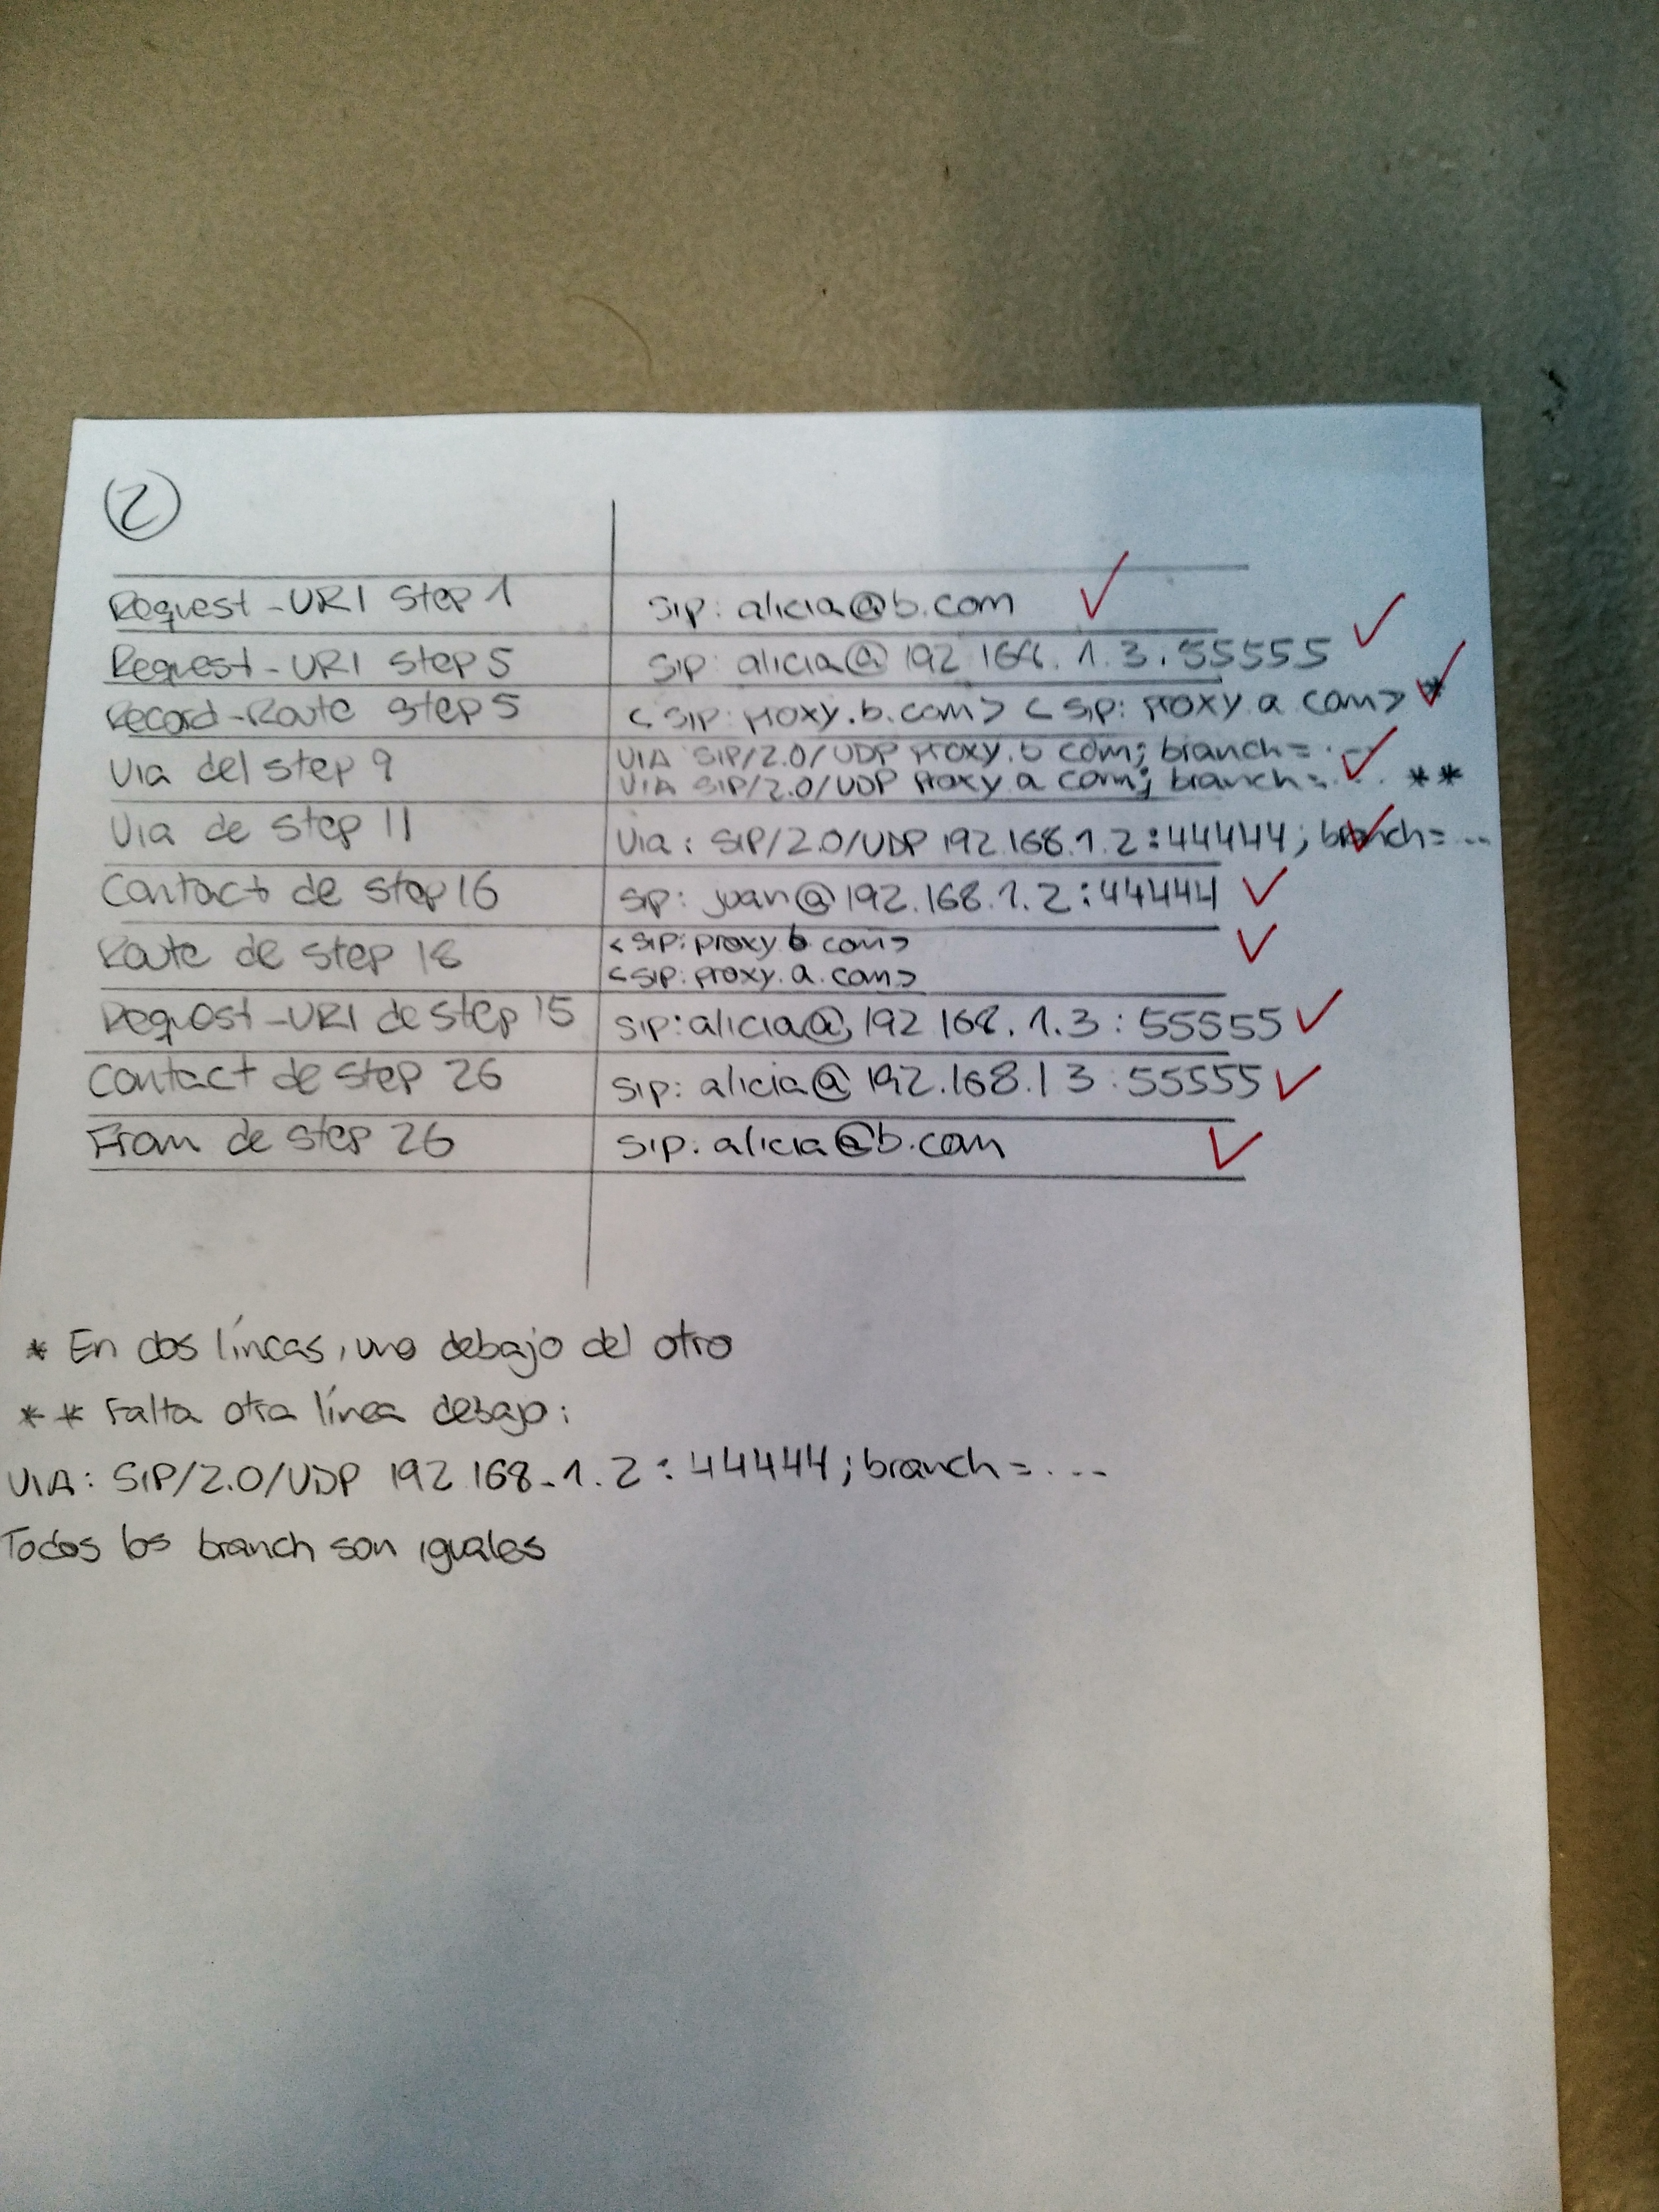 2
Request-URI Step 1 sip: alicia@b.com ✓
Request-URI Step 5 sip: alicia@192.168.1.3:55555 ✓
Record-Route Step 5 <sip:proxy.b.com> <sip:proxy.a.com> * ✓
Via del step 9 VIA SIP/2.0/UDP proxy.b.com; branch=... ✓
VIA SIP/2.0/UDP Proxy.a.com; branch=... **
Via de step 11 Via: SIP/2.0/UDP 192.168.1.2:44444; branch=... ✓
Contact de step 16 sip: juan@192.168.1.2:44444 ✓
Route de step 18 <sip:proxy.b.com> ✓
<sip:proxy.a.com>
Request-URI de step 15 sip:alicia@192.168.1.3:55555 ✓
Contact de step 26 sip: alicia@192.168.1.3:55555 ✓
From de step 26 sip: alicia@b.com ✓
* En dos líneas, uno debajo del otro
** Falta otra línea debajo:
VIA: SIP/2.0/UDP 192.168.1.2:44444; branch=...
Todos los branch son iguales